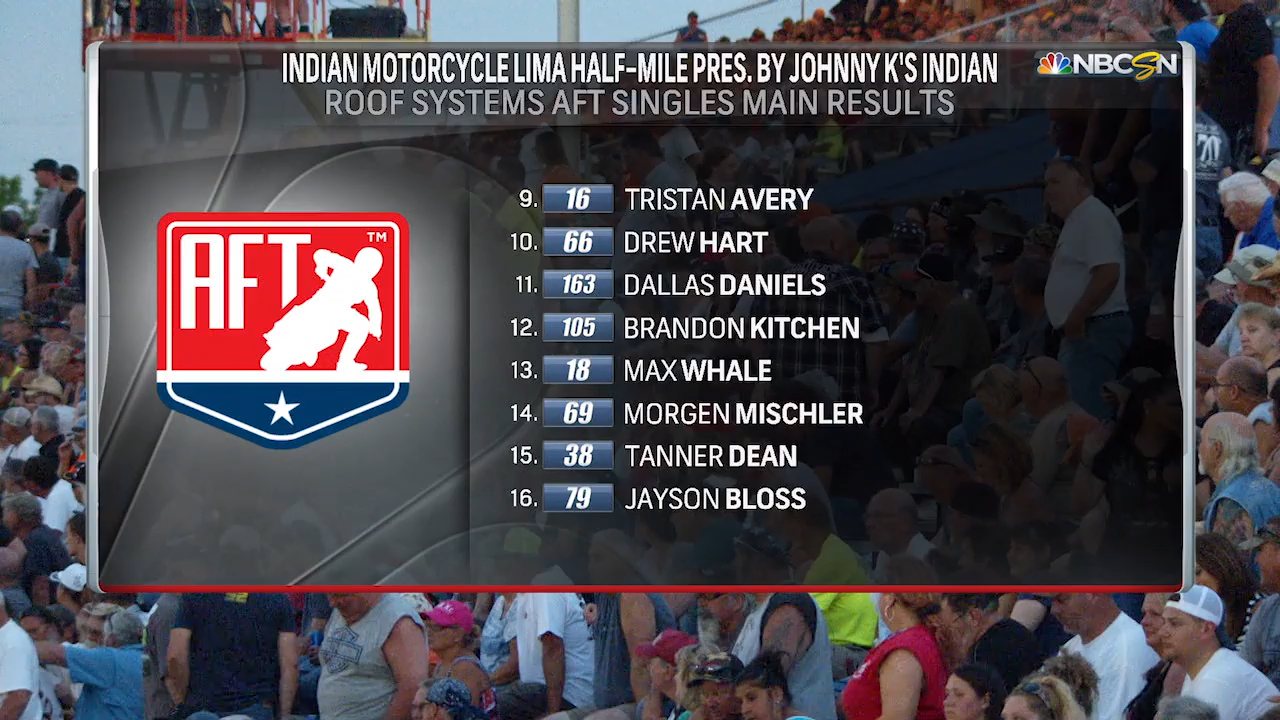 INDIAN MOTORCYCLE LIMA HALF-MILE PRES. BY JOHNNY K'S INDIAN
NBCSN
ROOF SYSTEMS AFT SINGLES MAIN RESULTS
AFT TM
9. 16 TRISTAN AVERY
10. 66 DREW HART
11. 163 DALLAS DANIELS
12. 105 BRANDON KITCHEN
13. 18 MAX WHALE
14. 69 MORGEN MISCHLER
15. 38 TANNER DEAN
16. 79 JAYSON BLOSS